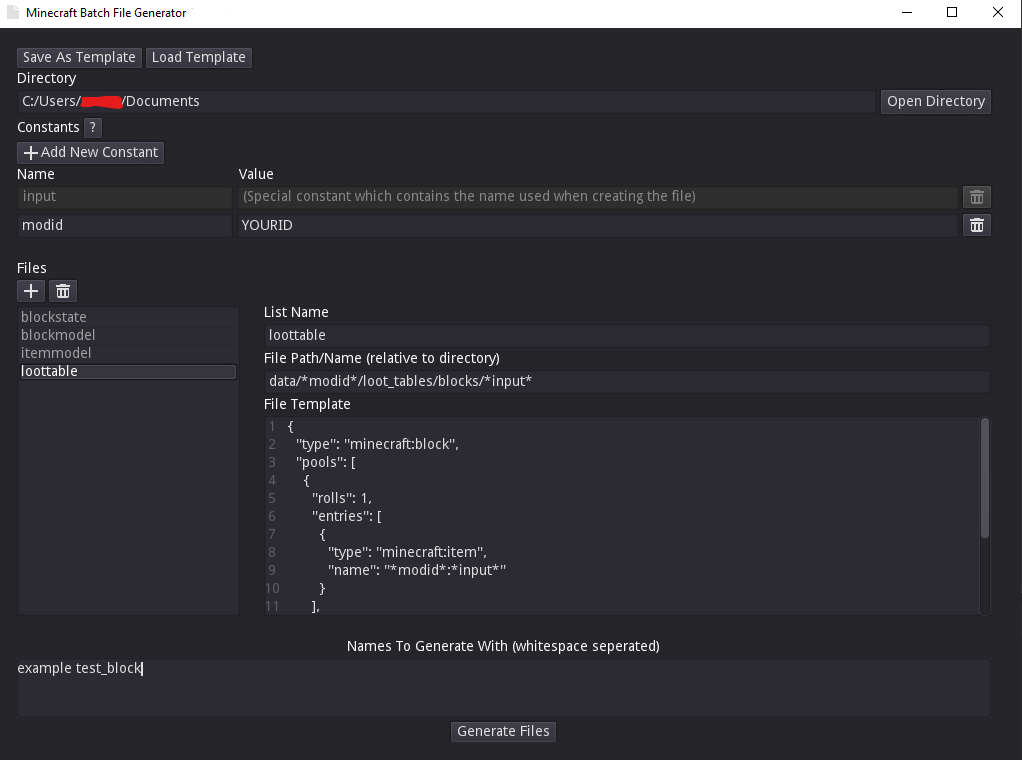 Minecraft Batch File Generator
Save As Template Load Template
Directory
C:/Users/ /Documents Open Directory
Constants ?
Add New Constant
Name Value
input (Special constant which contains the name used when creating the file)
modid YOURID
Files
blockstate
blockmodel
itemmodel
loottable
List Name
loottable
File Path/Name (relative to directory)
data/*modid*/loot_tables/blocks/*input*
File Template
1 {
2 "type": "minecraft:block",
3 "pools": [
4 {
5 "rolls": 1,
6 "entries": [
7 {
8 "type": "minecraft:item",
9 "name": "*modid*:*input*"
10 }
11 ],
Names To Generate With (whitespace seperated)
example test_block
Generate Files